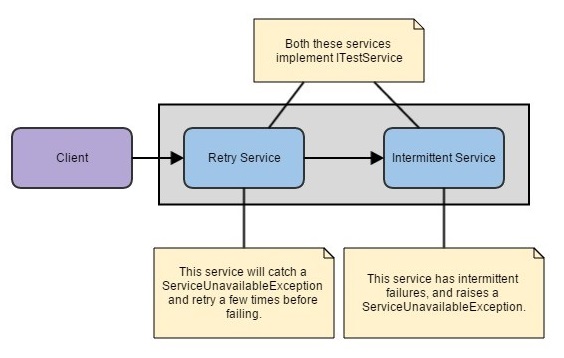 Both these services
implement ITestService
Client
Retry Service
Intermittent Service
This service will catch a
ServiceUnavailableException
and retry a few times before
failing.
This service has intermittent
failures, and raises a
ServiceUnavailableException.